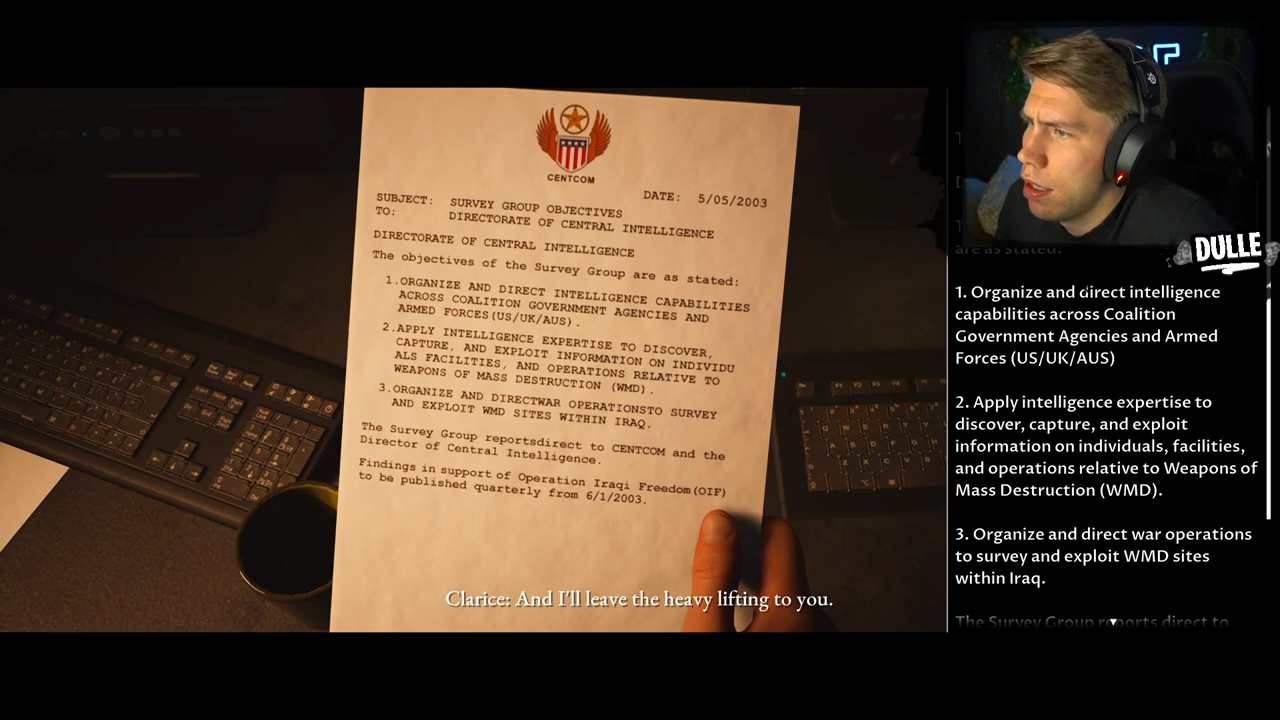 CENTCOM
DATE: 5/05/2003
SUBJECT: SURVEY GROUP OBJECTIVES
TO: DIRECTORATE OF CENTRAL INTELLIGENCE
DIRECTORATE OF CENTRAL INTELLIGENCE
The objectives of the Survey Group are as stated:
1.ORGANIZE AND DIRECT INTELLIGENCE CAPABILITIES
ACROSS COALITION GOVERNMENT AGENCIES AND
ARMED FORCES(US/UK/AUS).
2.APPLY INTELLIGENCE EXPERTISE TO DISCOVER,
CAPTURE, AND EXPLOIT INFORMATION ON INDIVIDU
ALS FACILITIES, AND OPERATIONS RELATIVE TO
WEAPONS OF MASS DESTRUCTION (WMD).
3.ORGANIZE AND DIRECTWAR OPERATIONSTO SURVEY
AND EXPLOIT WMD SITES WITHIN IRAQ.
The Survey Group reportsdirect to CENTCOM and the
Director of Central Intelligence.
Findings in support of Operation Iraqi Freedom(OIF)
to be published quarterly from 6/1/2003.
Clarice: And I'll leave the heavy lifting to you.
DULLE
are as stated:
1. Organize and direct intelligence
capabilities across Coalition
Government Agencies and Armed
Forces (US/UK/AUS)
2. Apply intelligence expertise to
discover, capture, and exploit
information on individuals, facilities,
and operations relative to Weapons of
Mass Destruction (WMD).
3. Organize and direct war operations
to survey and exploit WMD sites
within Iraq.
The Survey Group reports direct to